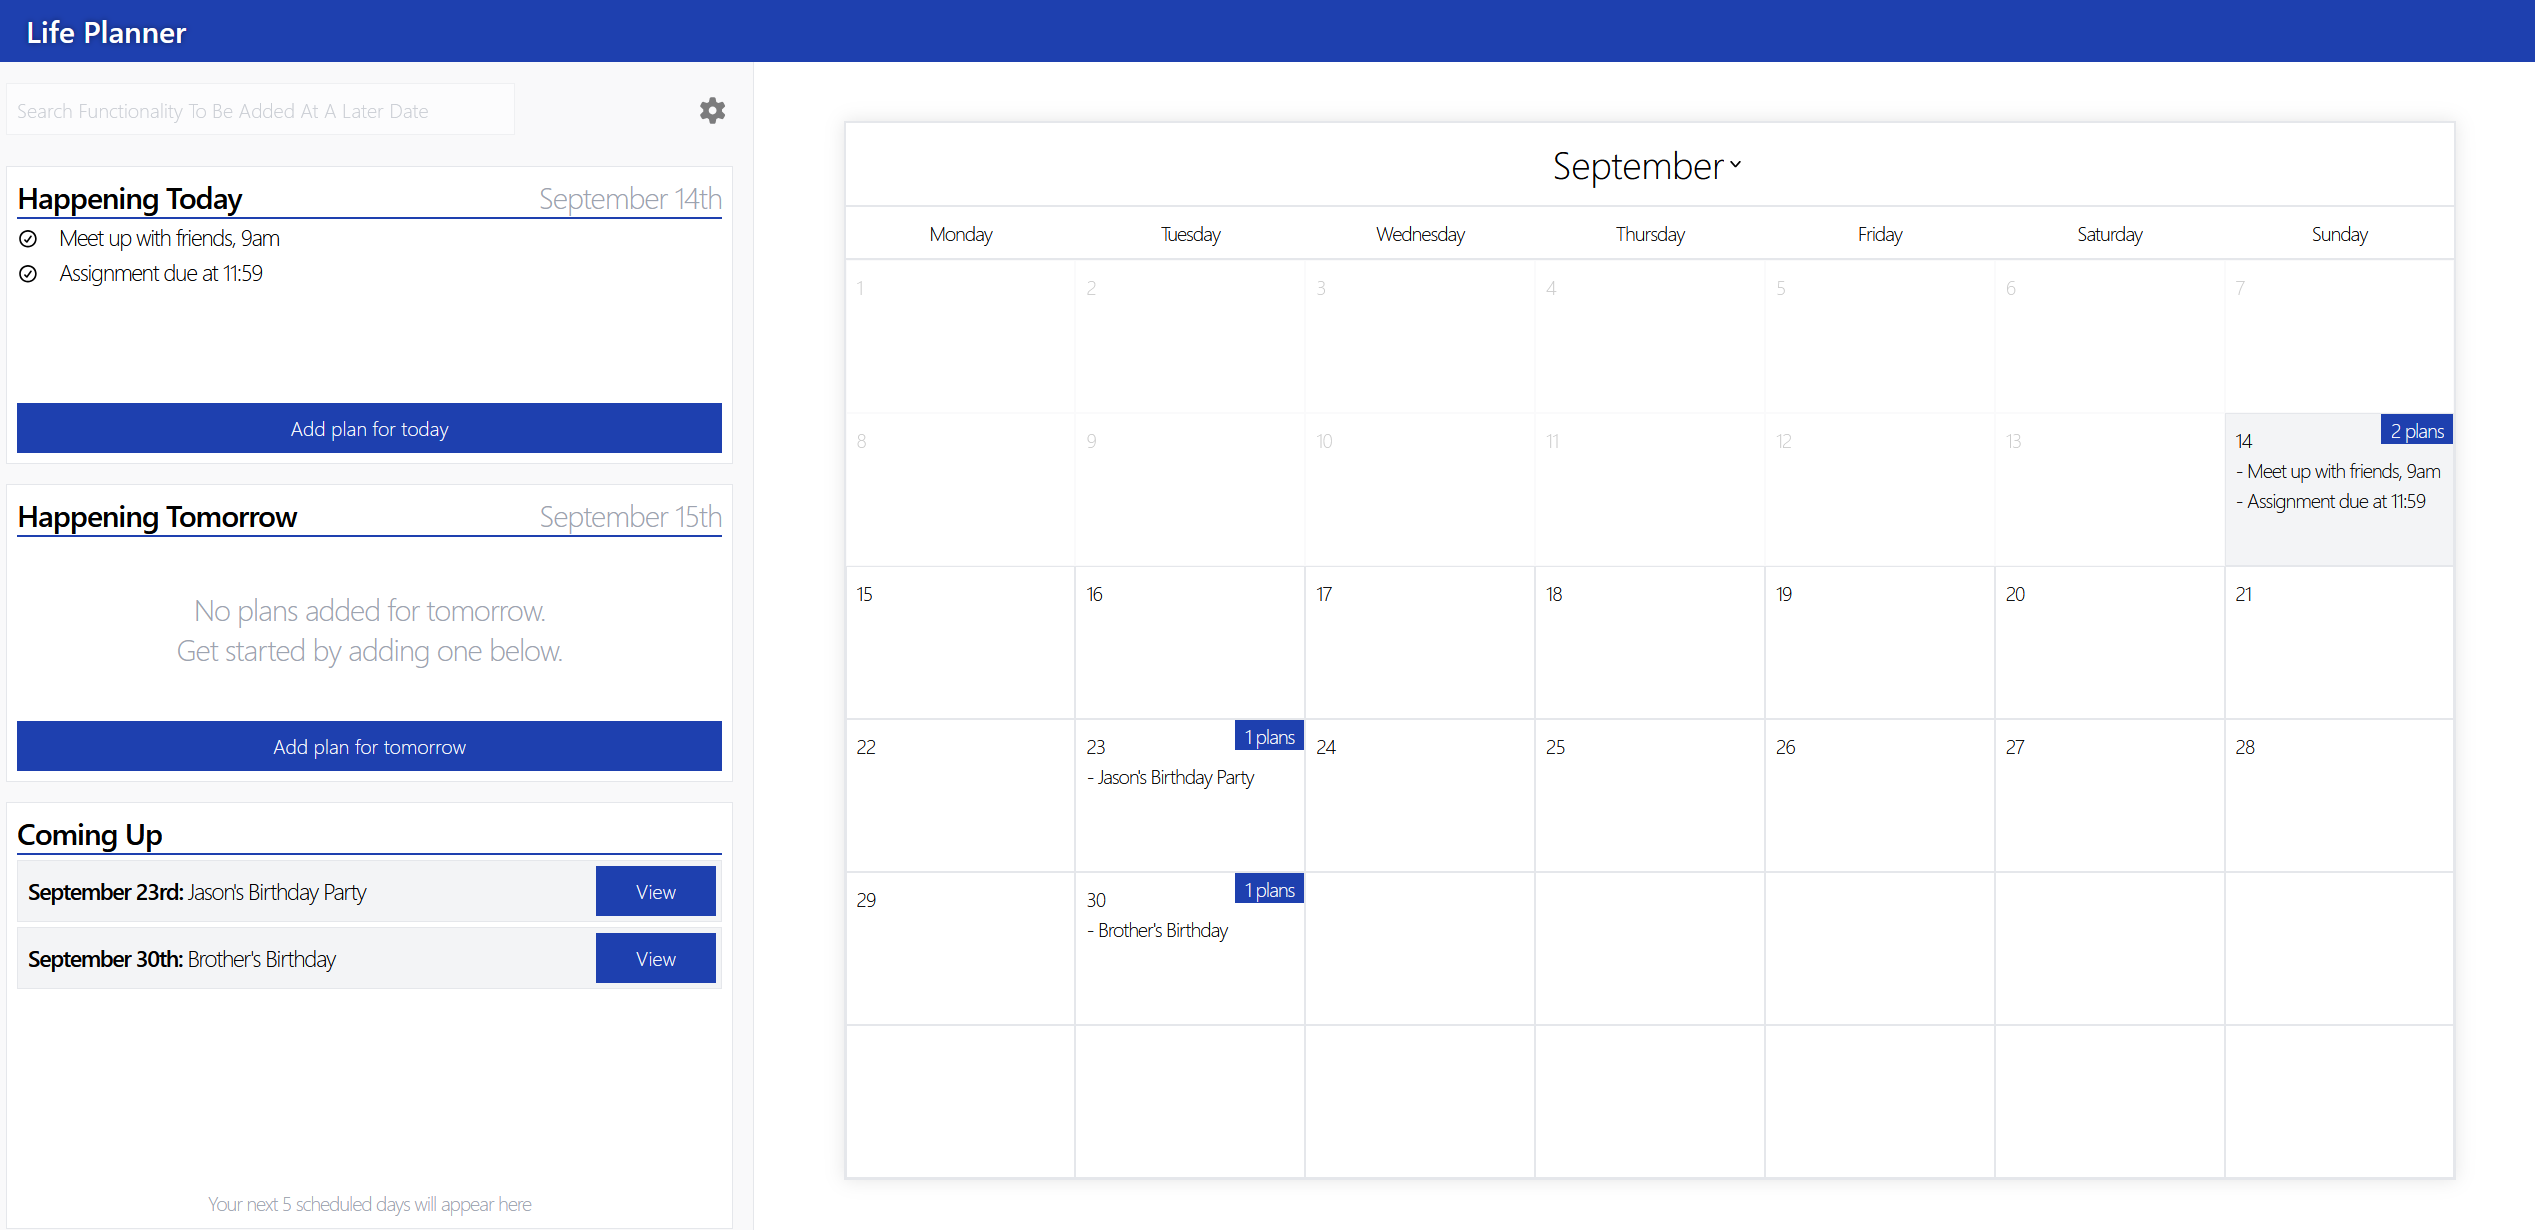 Life Planner
Search Functionality To Be Added At A Later Date
Happening Today September 14th
Meet up with friends, 9am
Assignment due at 11:59
Add plan for today
Happening Tomorrow September 15th
No plans added for tomorrow.
Get started by adding one below.
Add plan for tomorrow
Coming Up
September 23rd: Jason's Birthday Party View
September 30th: Brother's Birthday View
Your next 5 scheduled days will appear here
September
Monday Tuesday Wednesday Thursday Friday Saturday Sunday
1 2 3 4 5 6 7
8 9 10 11 12 13 14 2 plans
- Meet up with friends, 9am
- Assignment due at 11:59
15 16 17 18 19 20 21
22 23 1 plans 24 25 26 27 28
- Jason's Birthday Party
29 30 1 plans
- Brother's Birthday